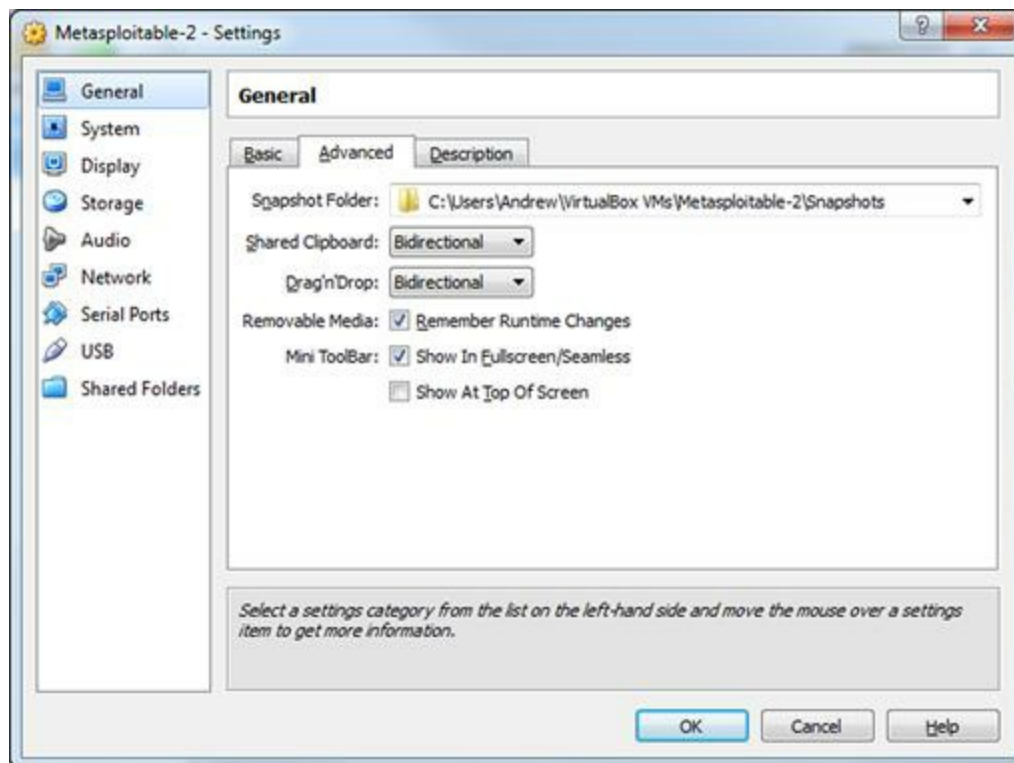 Metasploitable-2 - Settings
General
System
Display
Storage
Audio
Network
Serial Ports
USB
Shared Folders
General
Basic Advanced Description
Snapshot Folder: C:\Users\Andrew\VirtualBox VMs\Metasploitable-2\Snapshots
Shared Clipboard: Bidirectional
Drag'n'Drop: Bidirectional
Removable Media: Remember Runtime Changes
Mini ToolBar: Show In Fullscreen/Seamless
Show At Top Of Screen
Select a settings category from the list on the left-hand side and move the mouse over a settings
item to get more information.
OK Cancel Help